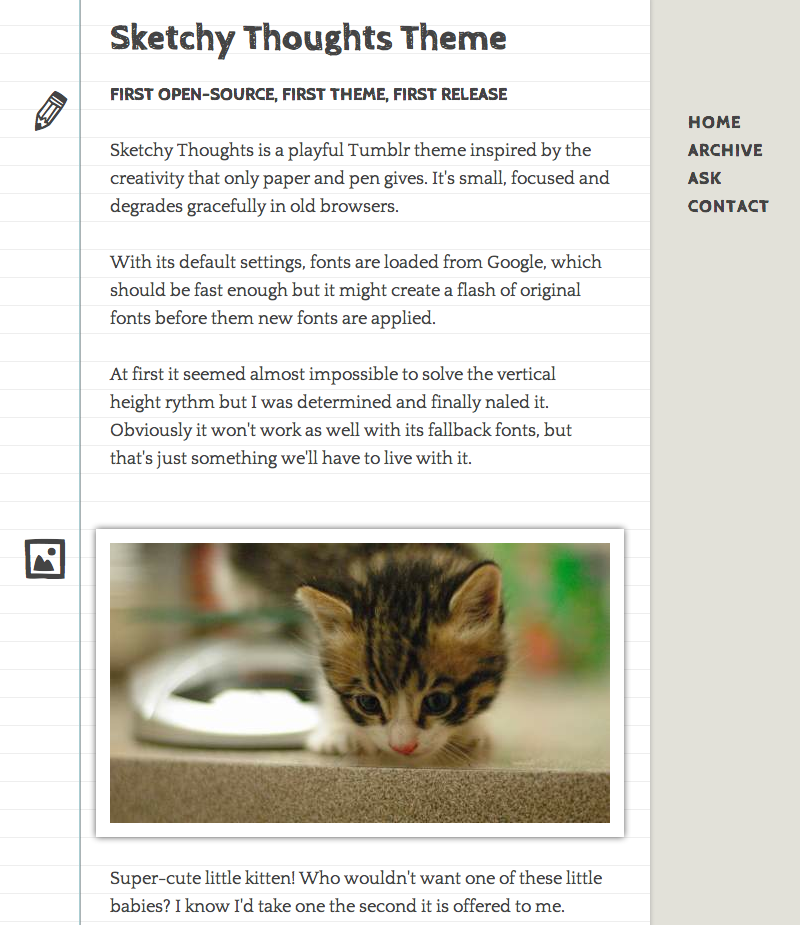 Sketchy Thoughts Theme
FIRST OPEN-SOURCE, FIRST THEME, FIRST RELEASE
Sketchy Thoughts is a playful Tumblr theme inspired by the
creativity that only paper and pen gives. It's small, focused and
degrades gracefully in old browsers.
With its default settings, fonts are loaded from Google, which
should be fast enough but it might create a flash of original
fonts before them new fonts are applied.
At first it seemed almost impossible to solve the vertical
height rythm but I was determined and finally naled it.
Obviously it won't work as well with its fallback fonts, but
that's just something we'll have to live with it.
Super-cute little kitten! Who wouldn't want one of these little
babies? I know I'd take one the second it is offered to me.
HOME
ARCHIVE
ASK
CONTACT